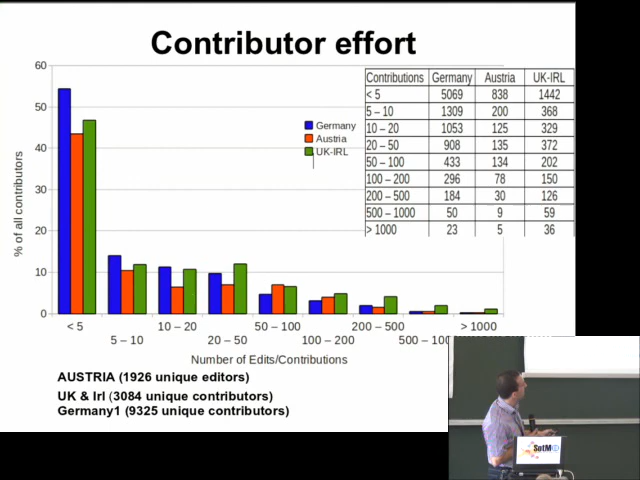 Contributor effort
60
50
40
30
20
10
0
% of all contributors
Germany
Austria
UK-IRL
Contributions Germany Austria UK-IRL
< 5 5069 838 1442
5 – 10 1309 200 368
10 – 20 1053 125 329
20 – 50 908 135 372
50 – 100 433 134 202
100 – 200 296 78 150
200 – 500 184 30 126
500 – 1000 50 9 59
> 1000 23 5 36
< 5 10 – 20 50 – 100 200 – 500 > 1000
5 – 10 20 – 50 100 – 200 500 – 100
Number of Edits/Contributions
AUSTRIA (1926 unique editors)
UK & Irl (3084 unique contributors)
Germany1 (9325 unique contributors)
SotM